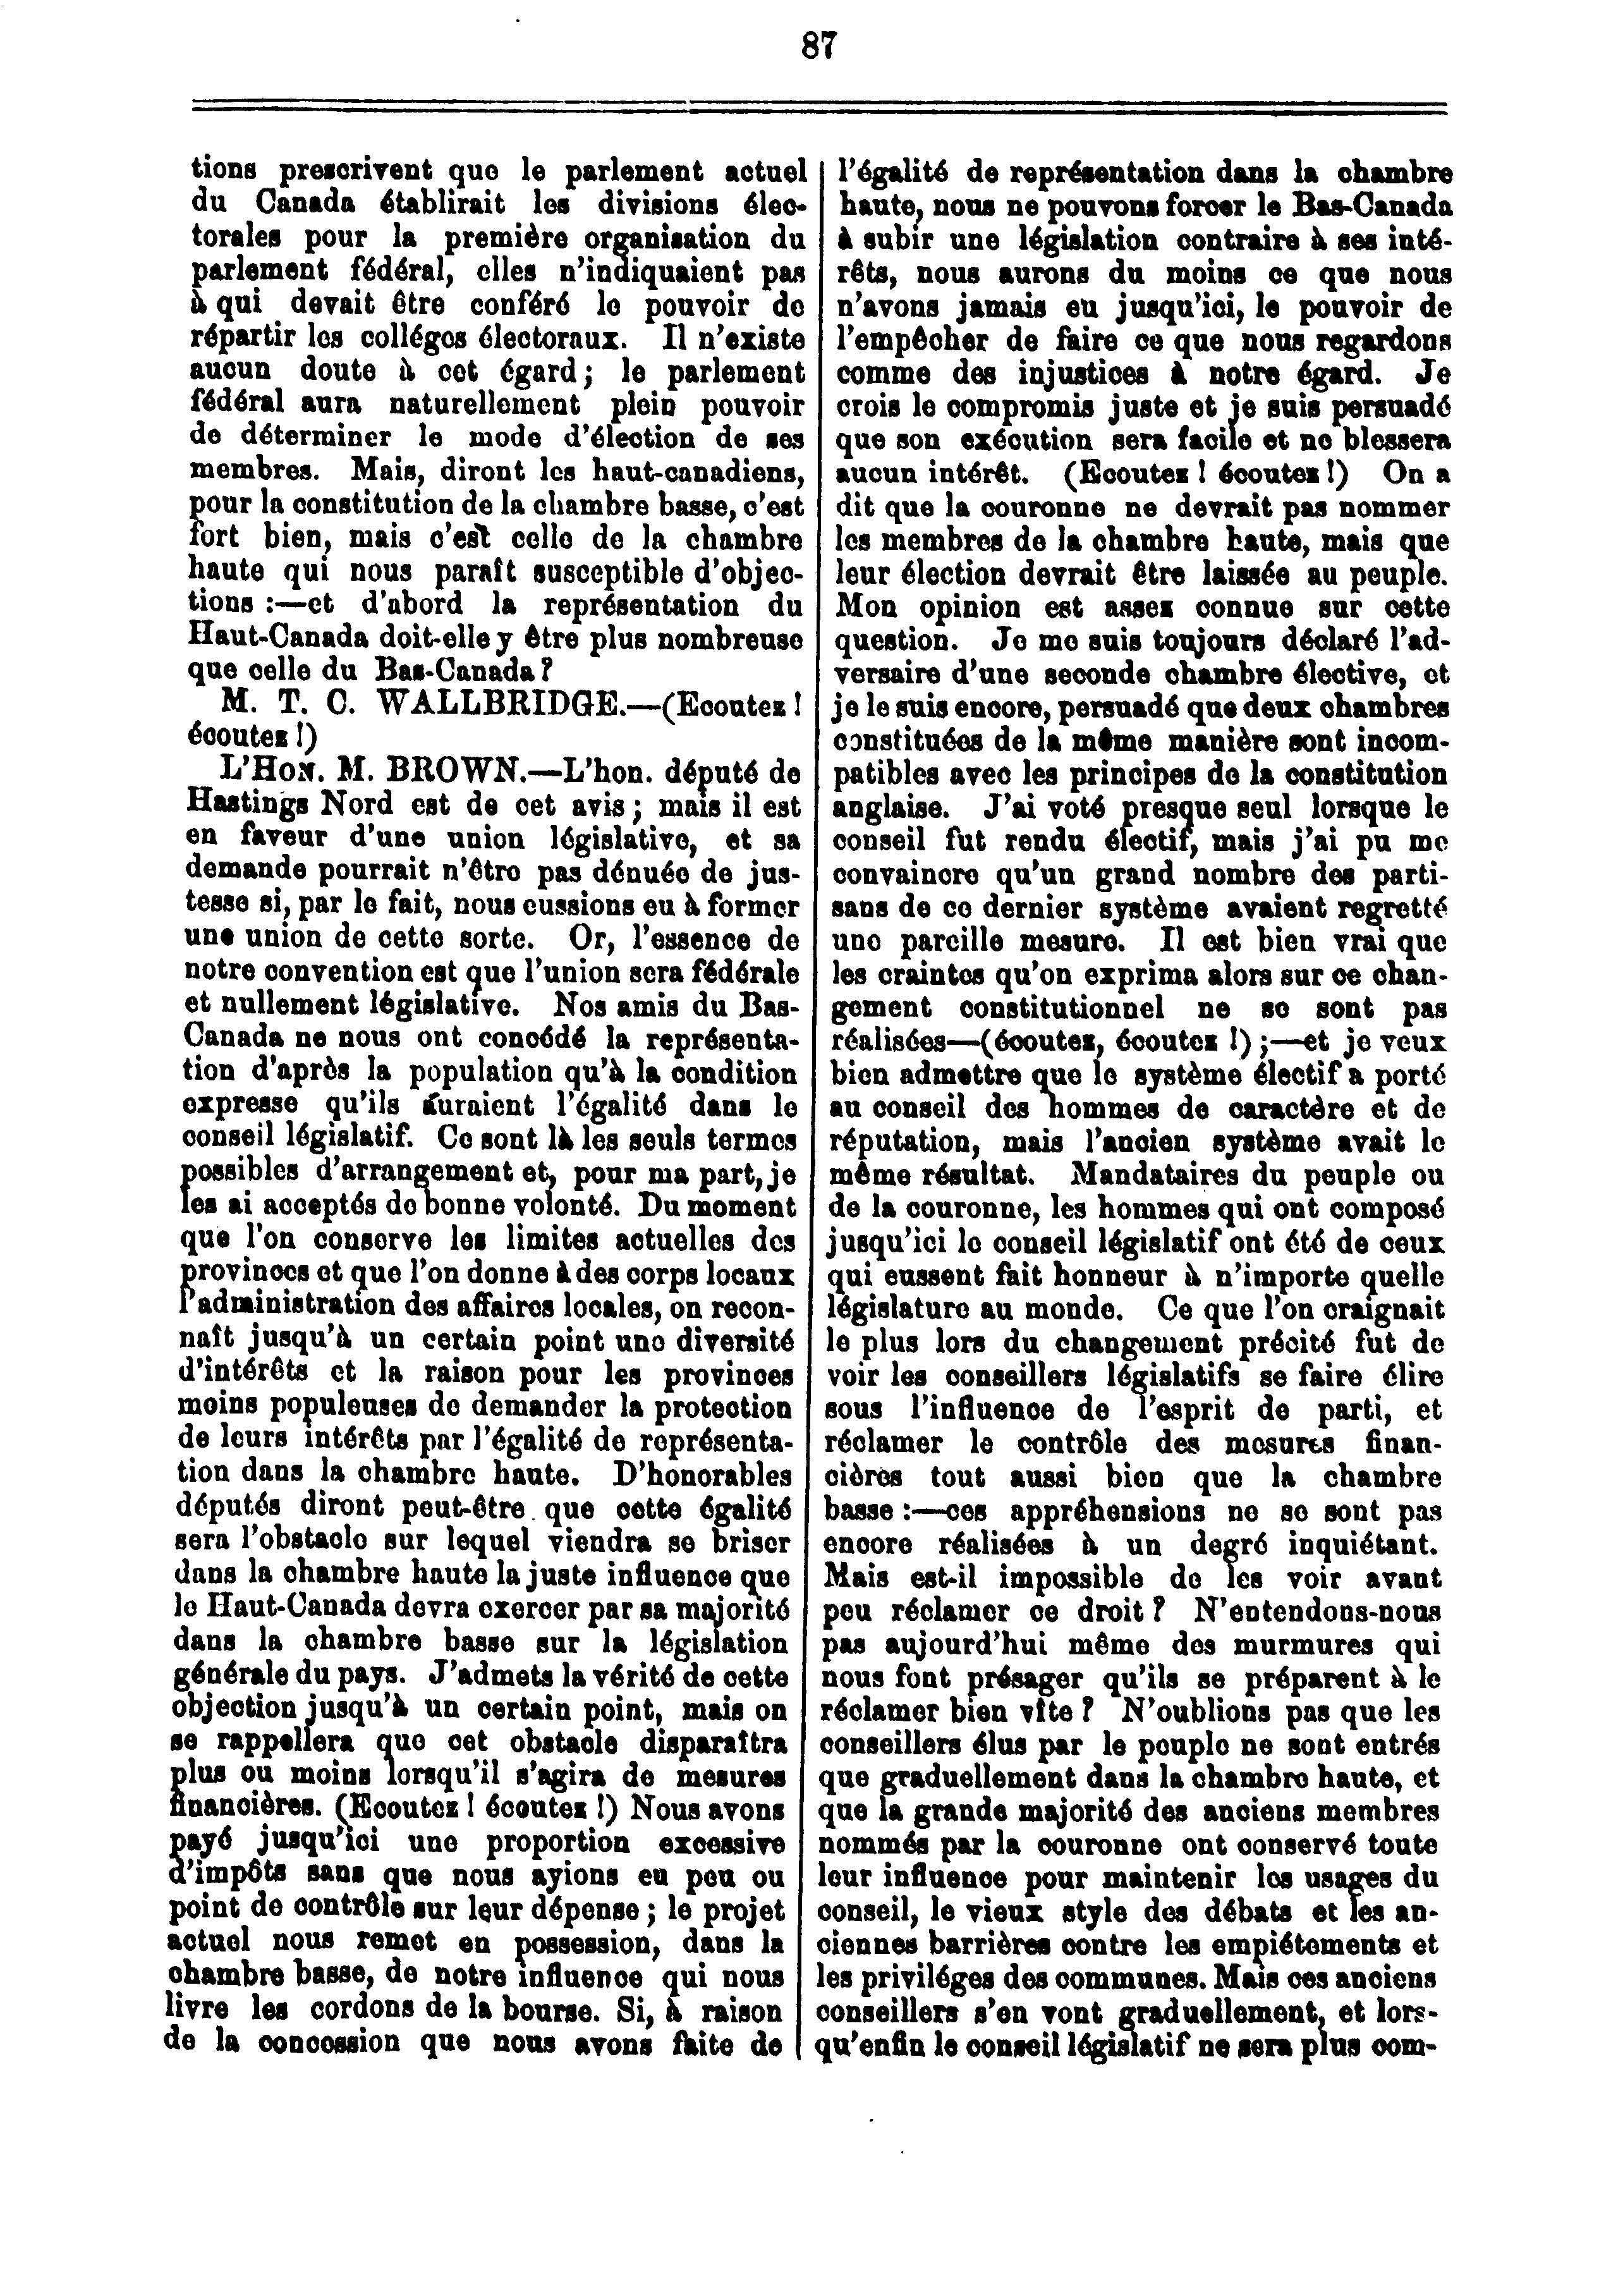 87
tions prescrivent que le parlement actuel
du Canada établirait les divisions élec-
torales pour la première organisation du
parlement fédéral, elles n'indiquaient pas
à qui devait être conféré le pouvoir de
répartir les colléges électoraux. Il n'existe
aucun doute à cet égard; le parlement
fédéral aura naturellement plein pouvoir
de déterminer le mode d'élection de ses
membres. Mais, diront les haut-canadiens,
pour la constitution de la chambre basse, c'est
fort bien, mais c'est celle de la chambre
haute qui nous paraît susceptible d'objec-
tions :—et d'abord la représentation du
Haut-Canada doit-elle y être plus nombreuse
que celle du Bas-Canada?
M. T. C. WALLBRIDGE.—(Ecoutez!
écoutez!)
L'HON. M. BROWN.—L'hon. député de
Hastings Nord est de cet avis; mais il est
en faveur d'une union législative, et sa
demande pourrait n'être pas dénuée de jus-
tesse si, par le fait, nous eussions eu à former
une union de cette sorte. Or, l'essence de
notre convention est que l'union sera fédérale
et nullement législative. Nos amis du Bas-
Canada ne nous ont concédé la représenta-
tion d'après la population qu'à la condition
expresse qu'ils auraient l'égalité dans le
conseil législatif. Ce sont là les seuls termes
possibles d'arrangement et, pour ma part, je
les ai acceptés de bonne volonté. Du moment
que l'on conserve les limites actuelles des
provinces et que l'on donne à des corps locaux
l'administration des affaires locales, on recon-
naît jusqu'à un certain point une diversité
d'intérêts et la raison pour les provinces
moins populeuses de demander la protection
de leurs intérêts par l'égalité de représenta-
tion dans la chambre haute. D'honorables
députés diront peut-être que cette égalité
sera l'obstacle sur lequel viendra se briser
dans la chambre haute la juste influence que
le Haut-Canada devra exercer par sa majorité
dans la chambre basse sur la législation
générale du pays. J'admets la vérité de cette
objection jusqu'à un certain point, mais on
se rappellera que cet obstacle disparaîtra
plus ou moins lorsqu'il s'agira de mesures
financières. (Ecoutez! écoutez!) Nous avons
payé jusqu'ici une proportion excessive
d'impôts sans que nous ayions eu peu ou
point de contrôle sur leur dépense; le projet
actuel nous remet en possession, dans la
chambre basse, de notre influence qui nous
livre les cordons de la bourse. Si, à raison
de la concession que nous avons faite de
l'égalité de représentation dans la chambre
haute, nous ne pouvons forcer le Bas-Canada
à subir une législation contraire à ses inté-
rêts, nous aurons du moins ce que nous
n'avons jamais eu jusqu'ici, le pouvoir de
l'empêcher de faire ce que nous regardons
comme des injustices à notre égard. Je
crois le compromis juste et je suis persuadé
que son exécution sera facile et ne blessera
aucun intérêt. (Ecoutez! écoutez!) On a
dit que la couronne ne devrait pas nommer
les membres de la chambre haute, mais que
leur élection devrait être laissée au peuple.
Mon opinion est assez connue sur cette
question. Je me suis toujours déclaré l'ad-
versaire d'une seconde chambre élective, et
je le suis encore, persuadé que deux chambres
constituées de la même manière sont incom-
patibles avec les principes de la constitution
anglaise. J'ai voté presque seul lorsque le
conseil fut rendu électif, mais j'ai pu me
convaincre qu'un grand nombre des parti-
sans de ce dernier système avaient regretté
une pareille mesure. Il est bien vrai que
les craintes qu'on exprima alors sur ce chan-
gement constitutionnel ne se sont pas
réalisées—(écoutez, écoutez!);—et je veux
bien admettre que le système électif a porté
au conseil des hommes de caractère et de
réputation, mais l'ancien système avait le
même résultat. Mandataires du peuple ou
de la couronne, les hommes qui ont composé
jusqu'ici le conseil législatif ont été de ceux
qui eussent fait honneur à n'importe quelle
législature au monde. Ce que l'on craignait
le plus lors du changement précité fut de
voir les conseillers législatifs se faire élire
sous l'influence de l'esprit de parti, et
réclamer le contrôle des mesures finan-
cières tout aussi bien que la chambre
basse :—ces appréhensions ne se sont pas
encore réalisées à un degré inquiétant.
Mais est-il impossible de les voir avant
peu réclamer ce droit? N'entendons-nous
pas aujourd'hui même des murmures qui
nous font présager qu'ils se préparent à le
réclamer bien vîte? N'oublions pas que les
conseillers élus par le peuple ne sont entrés
que graduellement dans la chambre haute, et
que la grande majorité des anciens membres
nommés par la couronne ont conservé toute
leur influence pour maintenir les usages du
conseil, le vieux style des débats et les an-
ciennes barrières contre les empiétements et
les priviléges des communes. Mais ces anciens
conseillers s'en vont graduellement, et lors-
qu'enfin le conseil législatif ne sera plus com-